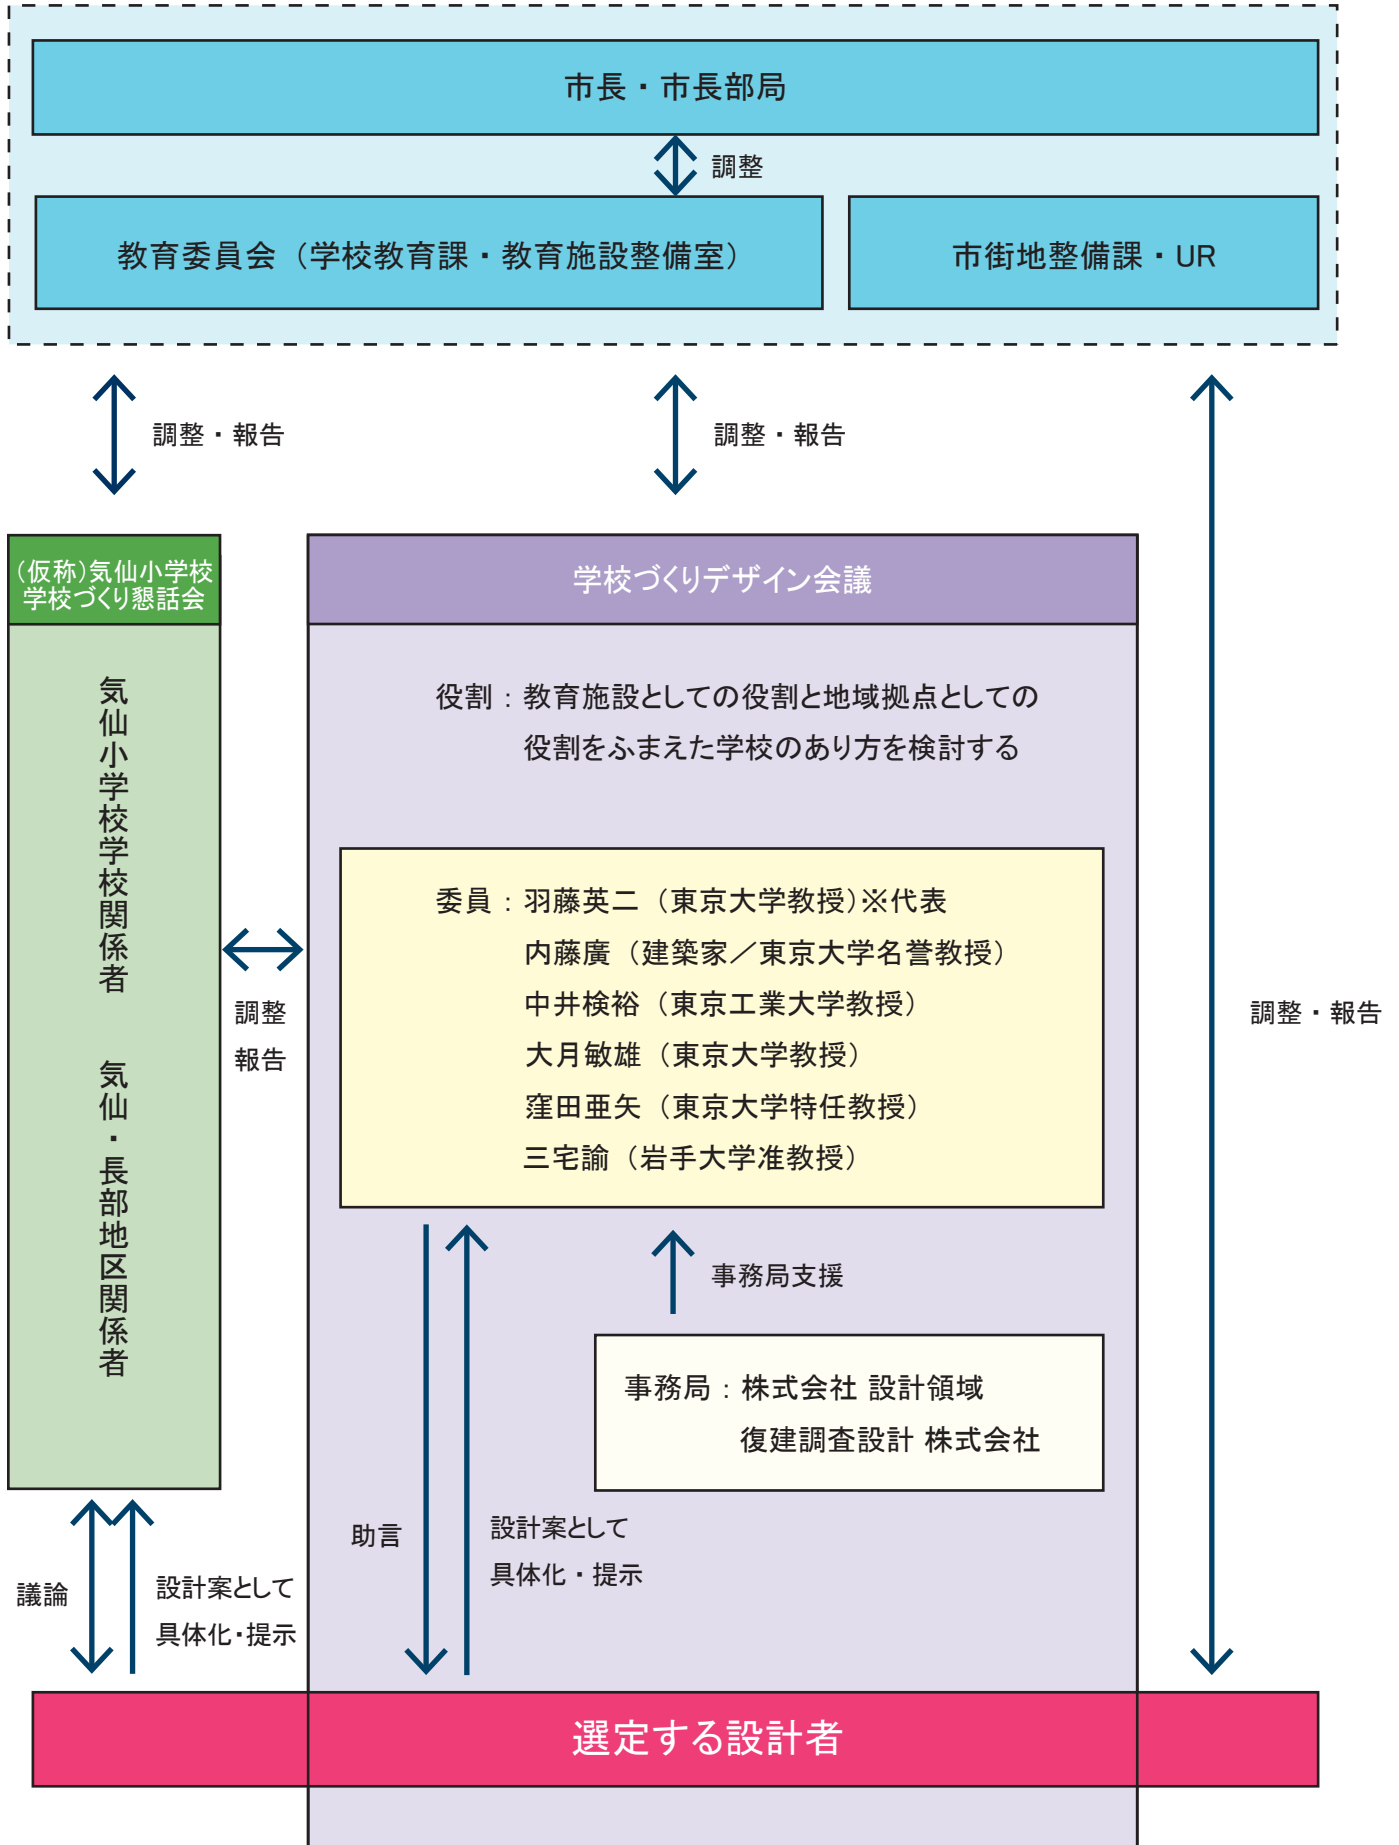 市長・市長部局
調整
教育委員会（学校教育課・教育施設整備室）
市街地整備課・UR
調整・報告
調整・報告
調整・報告
（仮称）気仙小学校
学校づくり懇話会
気仙小学校学校関係者　気仙・長部地区関係者
調整
報告
学校づくりデザイン会議
役割：教育施設としての役割と地域拠点としての
役割をふまえた学校のあり方を検討する
委員：羽藤英二（東京大学教授）※代表
内藤廣（建築家／東京大学名誉教授）
中井検裕（東京工業大学教授）
大月敏雄（東京大学教授）
窪田亜矢（東京大学特任教授）
三宅諭（岩手大学准教授）
事務局支援
事務局：株式会社 設計領域
復建調査設計 株式会社
議論
設計案として
具体化・提示
助言
設計案として
具体化・提示
選定する設計者